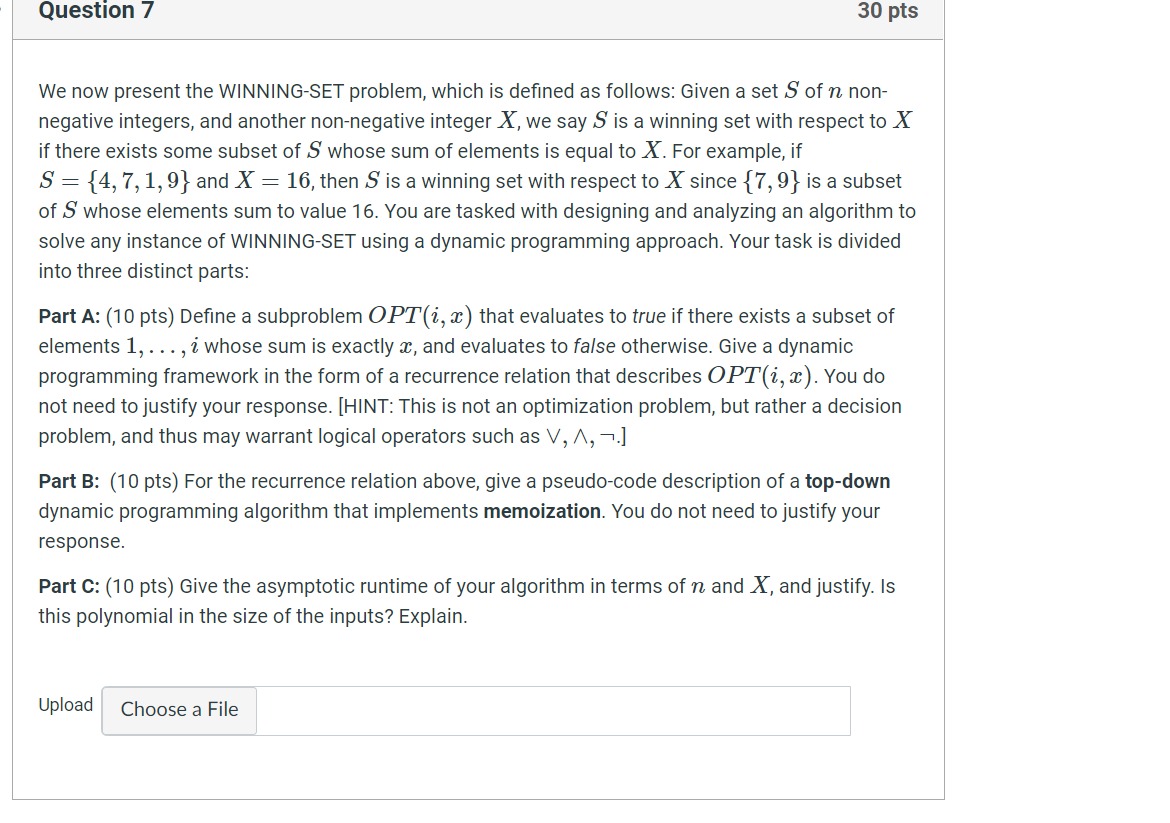 Question 7
30 pts
We now present the WINNING-SET problem, which is defined as follows: Given a set S of n non-
negative integers, and another non-negative integer X, we say S is a winning set with respect to X
if there exists some subset of S whose sum of elements is equal to X. For example, if
S = {4, 7, 1, 9} and X = 16, then S is a winning set with respect to X since {7, 9} is a subset
of S whose elements sum to value 16. You are tasked with designing and analyzing an algorithm to
solve any instance of WINNING-SET using a dynamic programming approach. Your task is divided
into three distinct parts:
Part A: (10 pts) Define a subproblem OPT(i, x) that evaluates to true if there exists a subset of
elements 1, . . . , i whose sum is exactly x, and evaluates to false otherwise. Give a dynamic
programming framework in the form of a recurrence relation that describes OPT(i, x). You do
not need to justify your response. [HINT: This is not an optimization problem, but rather a decision
problem, and thus may warrant logical operators such as ∨, ∧, ¬.]
Part B: (10 pts) For the recurrence relation above, give a pseudo-code description of a top-down
dynamic programming algorithm that implements memoization. You do not need to justify your
response.
Part C: (10 pts) Give the asymptotic runtime of your algorithm in terms of n and X, and justify. Is
this polynomial in the size of the inputs? Explain.
Upload
Choose a File